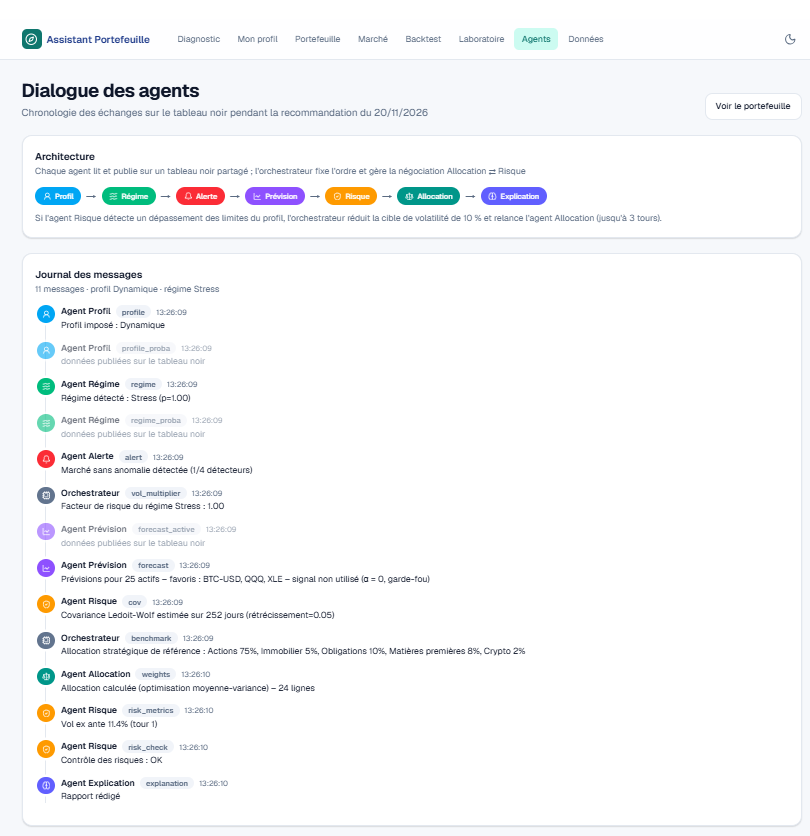 Assistant Portefeuille
Diagnostic Mon profil Portefeuille Marché Backtest Laboratoire Agents Données
Dialogue des agents
Chronologie des échanges sur le tableau noir pendant la recommandation du 20/11/2026
Voir le portefeuille
Architecture
Chaque agent lit et publie sur un tableau noir partagé ; l'orchestrateur fixe l'ordre et gère la négociation Allocation ⇄ Risque
Profil → Régime → Alerte → Prévision → Risque → Allocation → Explication
Si l'agent Risque détecte un dépassement des limites du profil, l'orchestrateur réduit la cible de volatilité de 10 % et relance l'agent Allocation (jusqu'à 3 tours).
Journal des messages
11 messages · profil Dynamique · régime Stress
Agent Profil profile 13:26:09
Profil imposé : Dynamique
Agent Profil profile_proba 13:26:09
données publiées sur le tableau noir
Agent Régime regime 13:26:09
Régime détecté : Stress (p=1.00)
Agent Régime regime_proba 13:26:09
données publiées sur le tableau noir
Agent Alerte alert 13:26:09
Marché sans anomalie détectée (1/4 détecteurs)
Orchestrateur vol_multiplier 13:26:09
Facteur de risque du régime Stress : 1.00
Agent Prévision forecast_active 13:26:09
données publiées sur le tableau noir
Agent Prévision forecast 13:26:09
Prévisions pour 25 actifs – favoris : BTC-USD, QQQ, XLE – signal non utilisé (α = 0, garde-fou)
Agent Risque cov 13:26:09
Covariance Ledoit-Wolf estimée sur 252 jours (rétrécissement=0.05)
Orchestrateur benchmark 13:26:09
Allocation stratégique de référence : Actions 75%, Immobilier 5%, Obligations 10%, Matières premières 8%, Crypto 2%
Agent Allocation weights 13:26:10
Allocation calculée (optimisation moyenne-variance) – 24 lignes
Agent Risque risk_metrics 13:26:10
Vol ex ante 11.4% (tour 1)
Agent Risque risk_check 13:26:10
Contrôle des risques : OK
Agent Explication explanation 13:26:10
Rapport rédigé